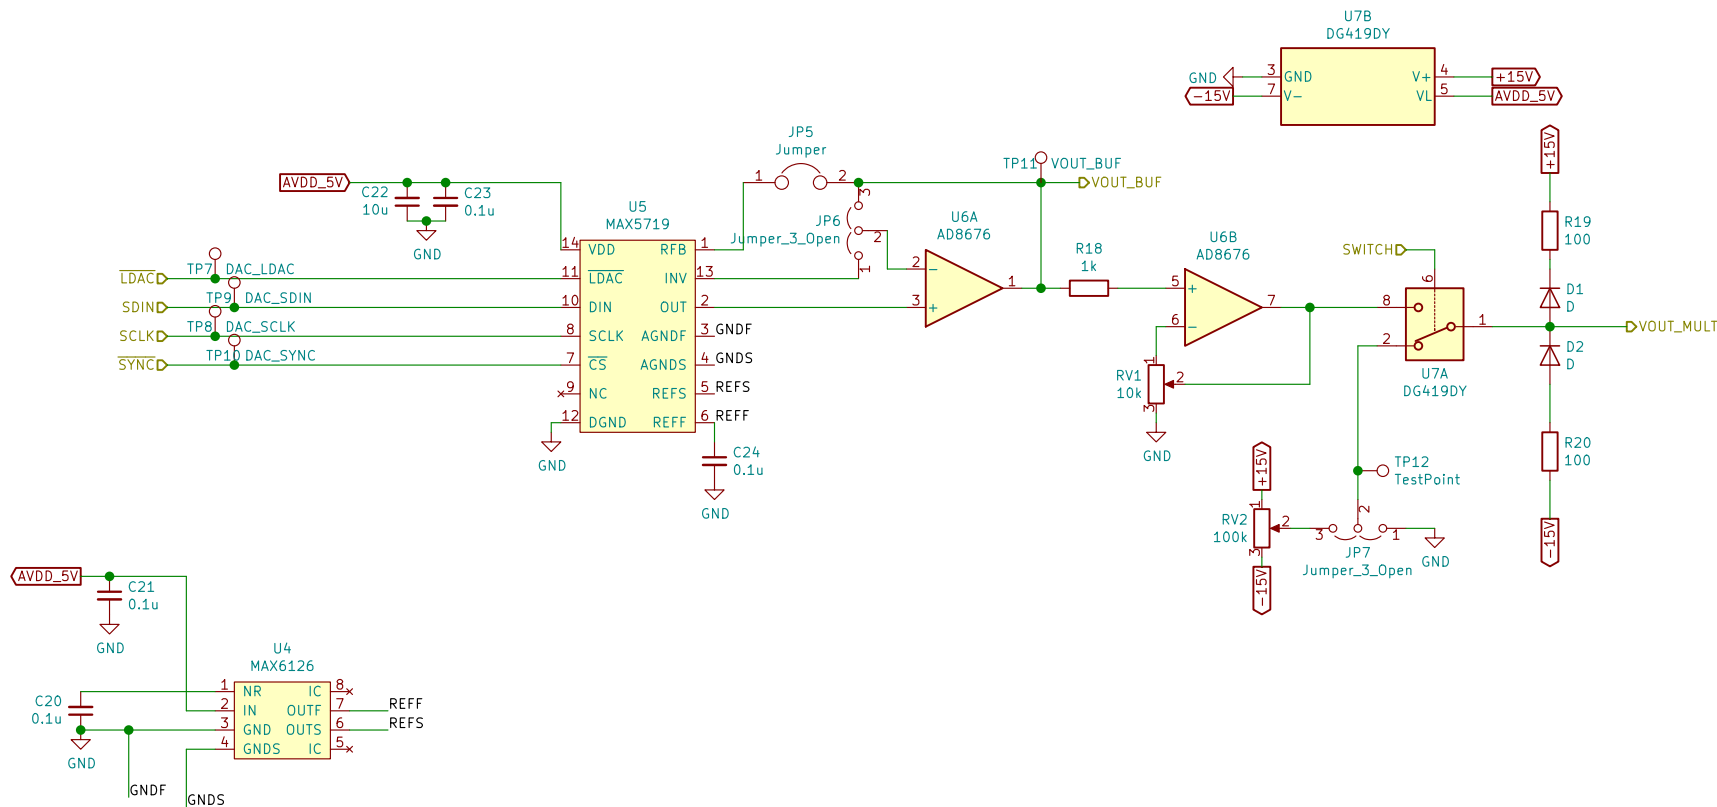 U7B
DG419DY
GND
3
GND
V+
4
+15V
-15V
7
V-
VL
5
AVDD_5V
+15V
JP5
Jumper
1
2
TP11
VOUT_BUF
VOUT_BUF
AVDD_5V
C22
10u
C23
0.1u
GND
U5
MAX5719
3
JP6
Jumper_3_Open
2
1
U6A
AD8676
2
-
3
+
1
R18
1k
U6B
AD8676
5
+
6
-
7
SWITCH
6
R19
100
D1
D
14
VDD
RFB
1
LDAC
TP7
DAC_LDAC
11
LDAC
INV
13
SDIN
TP9
DAC_SDIN
10
DIN
OUT
2
SCLK
TP8
DAC_SCLK
8
SCLK
AGNDF
3
GNDF
SYNC
TP10
DAC_SYNC
7
CS
AGNDS
4
GNDS
9
NC
REFS
5
REFS
12
DGND
REFF
6
REFF
GND
C24
0.1u
GND
8
2
1
VOUT_MULT
U7A
DG419DY
D2
D
RV1
10k
1
2
3
GND
R20
100
-15V
TP12
TestPoint
+15V
RV2
100k
1
2
3
-15V
3
2
1
JP7
Jumper_3_Open
GND
AVDD_5V
C21
0.1u
GND
U4
MAX6126
C20
0.1u
GND
1
NR
IC
8
2
IN
OUTF
7
REFF
3
GND
OUTS
6
REFS
4
GNDS
IC
5
GNDF
GNDS